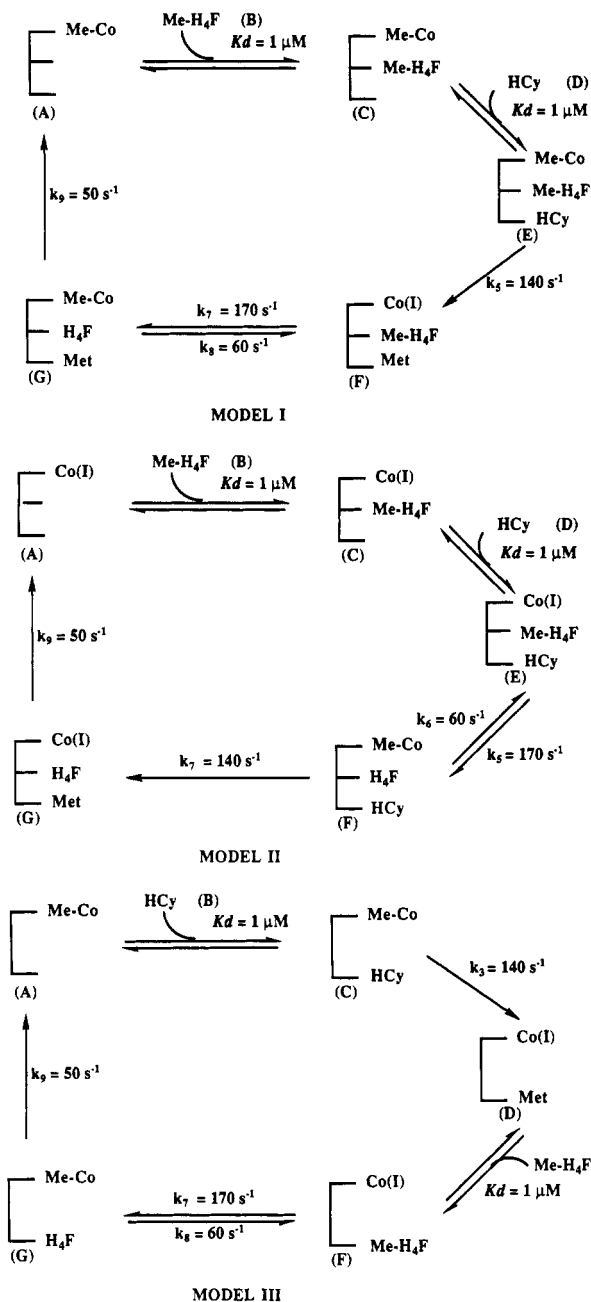 Me-Co
Me-H₄F (B)
Kd = 1 μM
(A)
Me-Co
Me-H₄F
(C)
HCy (D)
Kd = 1 μM
Me-Co
Me-H₄F
HCy
(E)
k₉ = 50 s⁻¹
k₅ = 140 s⁻¹
Me-Co
H₄F
Met
(G)
k₇ = 170 s⁻¹
k₈ = 60 s⁻¹
Co(I)
Me-H₄F
Met
(F)
MODEL I
Co(I)
Me-H₄F (B)
Kd = 1 μM
(A)
Co(I)
Me-H₄F
(C)
HCy (D)
Kd = 1 μM
Co(I)
Me-H₄F
HCy
(E)
k₉ = 50 s⁻¹
k₆ = 60 s⁻¹
k₅ = 170 s⁻¹
Co(I)
H₄F
Met
(G)
k₇ = 140 s⁻¹
Me-Co
H₄F
HCy
(F)
MODEL II
Me-Co
HCy (B)
Kd = 1 μM
(A)
Me-Co
HCy
(C)
k₃ = 140 s⁻¹
Co(I)
Met
(D)
k₉ = 50 s⁻¹
Me-H₄F
Kd = 1 μM
Me-Co
H₄F
(G)
k₇ = 170 s⁻¹
k₈ = 60 s⁻¹
Co(I)
Me-H₄F
(F)
MODEL III